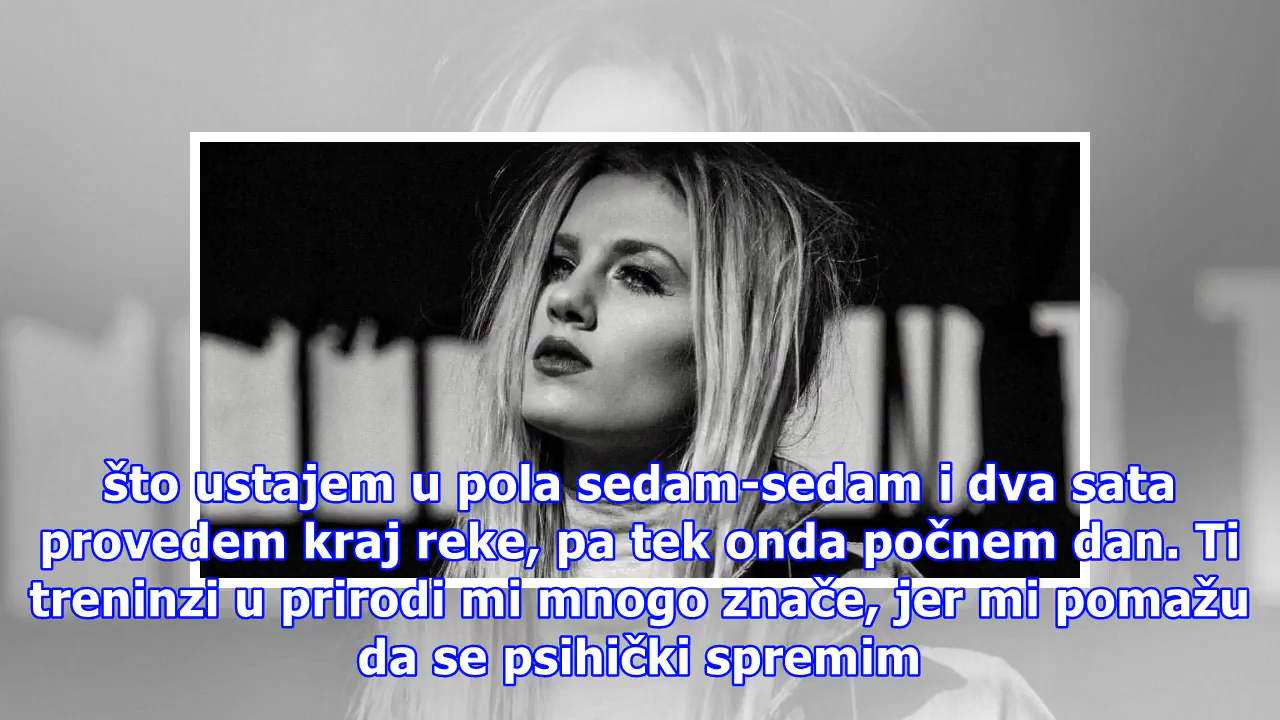 što ustajem u pola sedam-sedam i dva sata
provedem kraj reke, pa tek onda počnem dan. Ti
treninzi u prirodi mi mnogo znače, jer mi pomažu
da se psihički spremim